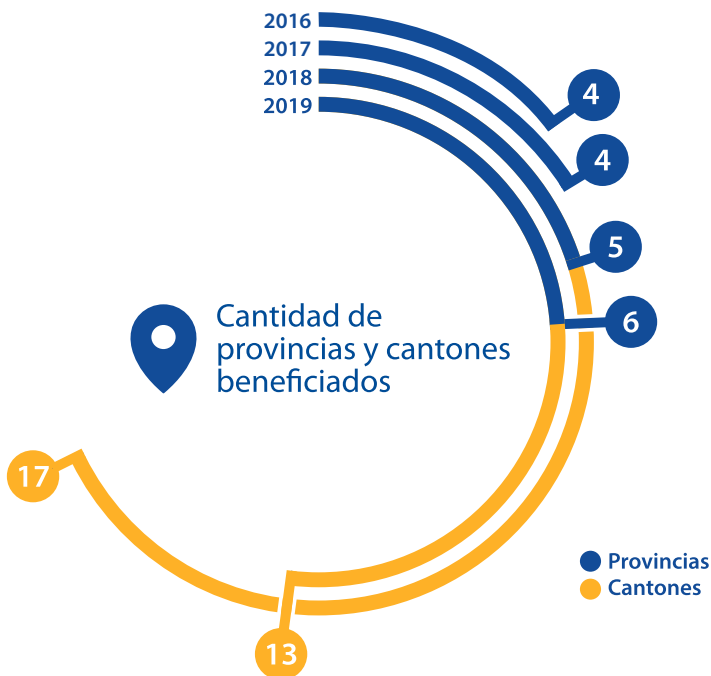 2016
2017
2018
2019
4
4
5
6
Cantidad de
provincias y cantones
beneficiados
17
13
Provincias
Cantones